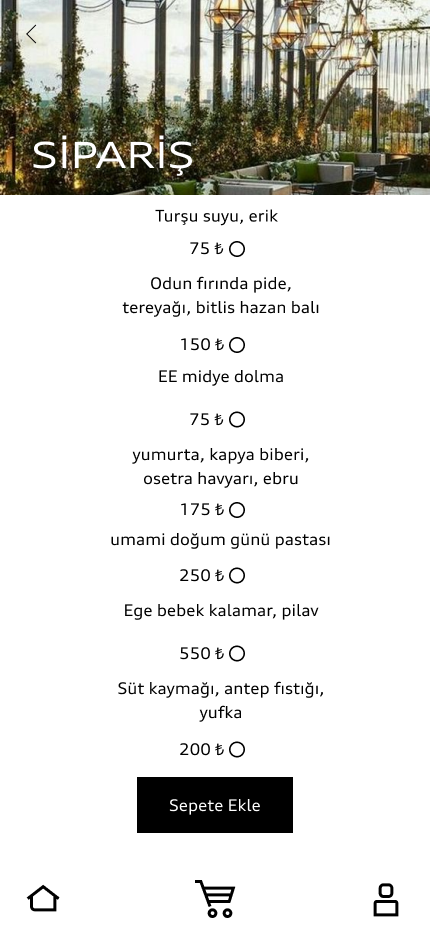 SİPARİŞ
Turşu suyu, erik
75 ₺
Odun fırında pide,
tereyağı, bitlis hazan balı
150 ₺
EE midye dolma
75 ₺
yumurta, kapya biberi,
osetra havyarı, ebru
175 ₺
umami doğum günü pastası
250 ₺
Ege bebek kalamar, pilav
550 ₺
Süt kaymağı, antep fıstığı,
yufka
200 ₺
Sepete Ekle